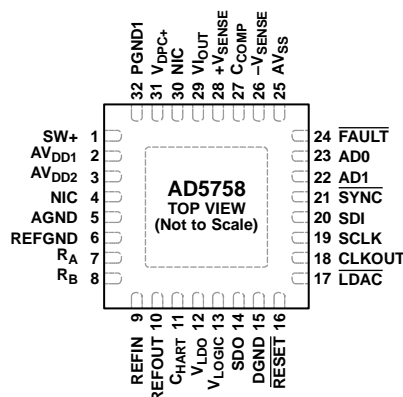 32 PGND1
31 VDPC+
30 NIC
29 VIOUT
28 +VSENSE
27 CCOMP
26 −VSENSE
25 AVSS
SW+ 1
AVDD1 2
AVDD2 3
NIC 4
AGND 5
REFGND 6
RA 7
RB 8
AD5758
TOP VIEW
(Not to Scale)
24 FAULT
23 AD0
22 AD1
21 SYNC
20 SDI
19 SCLK
18 CLKOUT
17 LDAC
REFIN 9
REFOUT 10
CHART 11
VLDO 12
VLOGIC 13
SDO 14
DGND 15
RESET 16